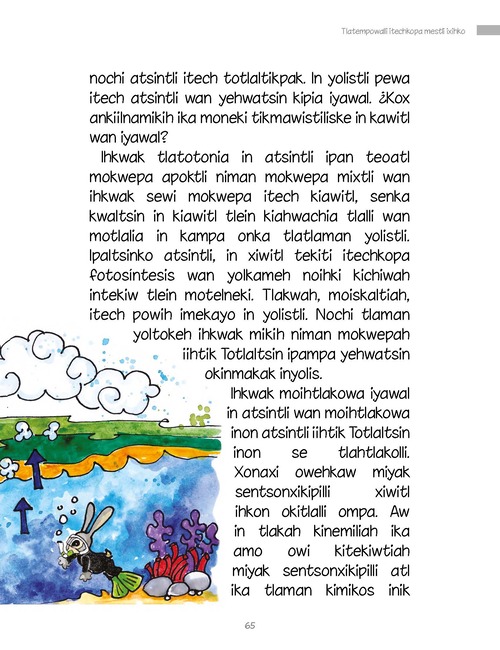 Tlatempowalli itechkopa mestli ixihko
nochi atsintli itech totlaltikpak. In yolistli pewa
itech atsintli wan yehwatsin kipia iyawal. ¿Kox
ankiilnamikih ika moneki tikmawistiliske in kawitl
wan iyawal?
Ihkwak tlatotonia in atsintli ipan teoatl
mokwepa apoktli niman mokwepa mixtli wan
ihkwak sewi mokwepa itech kiawitl, senka
kwaltsin in kiawitl tlein kiahwachia tlalli wan
motlalia in kampa onka tlatlaman yolistli.
Ipaltsinko atsintli, in xiwitl tekiti itechkopa
fotosintesis wan yolkameh noihki kichiwah
intekiw tlein motelneki. Tlakwah, moiskaltiah,
itech powih imekayo in yolistli. Nochi tlaman
yoltokeh ihkwak mikih niman mokwepah
iihtik Totlaltsin ipampa yehwatsin
okinmakak inyolis.
Ihkwak moihtlakowa iyawal
in atsintli wan moihtlakowa
inon atsintli iihtik Totlaltsin
inon se tlahtlakolli.
Xonaxi owehkaw miyak
sentsonxikipilli xiwitl
ihkon okitlalli ompa. Aw
in tlakah kinemiliah ika
amo owi kitekiwtiah
miyak sentsonxikipilli atl
ika tlaman kimikos inik
65